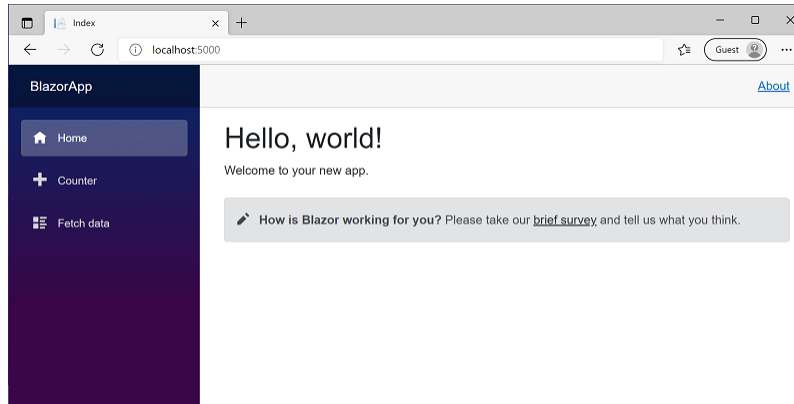 Index
localhost:5000
Guest
BlazorApp
About
Home
Counter
Fetch data
Hello, world!
Welcome to your new app.
How is Blazor working for you? Please take our brief survey and tell us what you think.